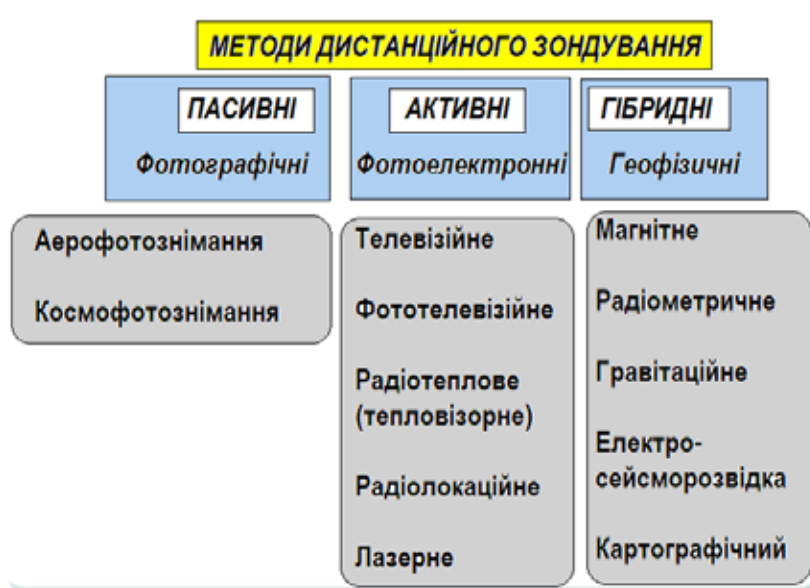 МЕТОДИ ДИСТАНЦІЙНОГО ЗОНДУВАННЯ
ПАСИВНІ
Фотографічні
Аерофотознімання
Космофотознімання
АКТИВНІ
Фотоелектронні
Телевізійне
Фототелевізійне
Радіотеплове
(тепловізорне)
Радіолокаційне
Лазерне
ГІБРИДНІ
Геофізичні
Магнітне
Радіометричне
Гравітаційне
Електро-
сейсморозвідка
Картографічний